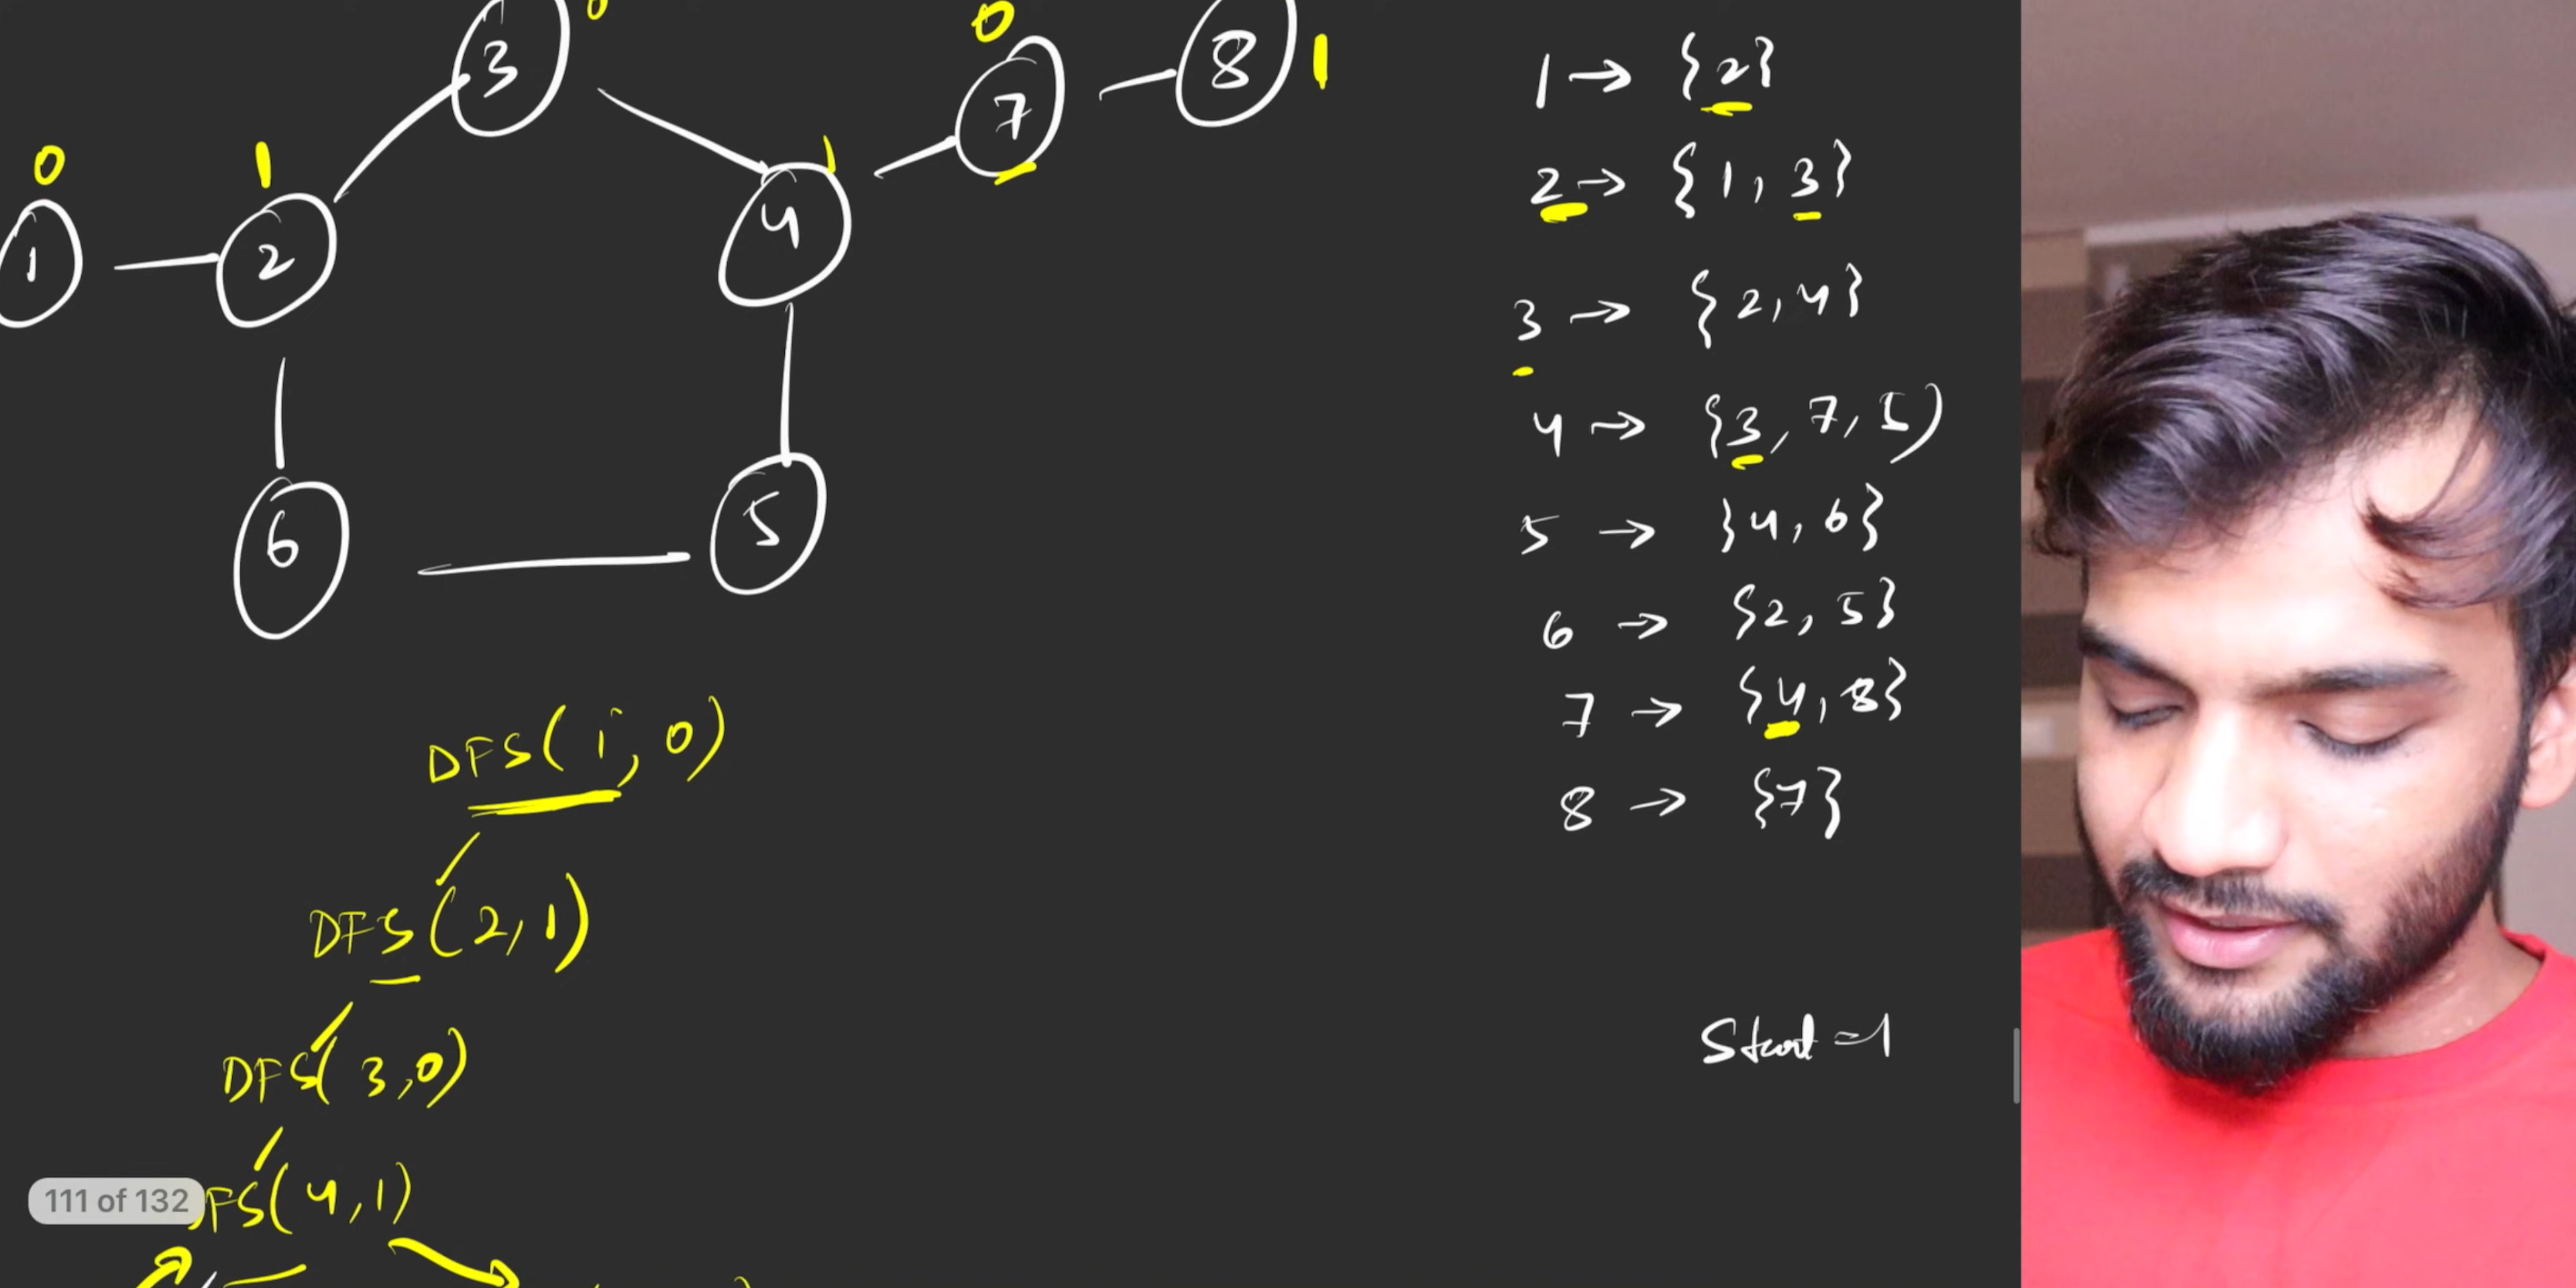 0
0
3
7
8
1
0
1
1
1
2
4
6
5
1 → {2}
2 → {1, 3}
3 → {2, 4}
4 → {3, 7, 5)
5 → }4, 6}
6 → {2, 5}
7 → {4, 8}
8 → {7}
DFS(1, 0)
DFS(2, 1)
DFS(3, 0)
DFS(4, 1)
Start = 1
111 of 132